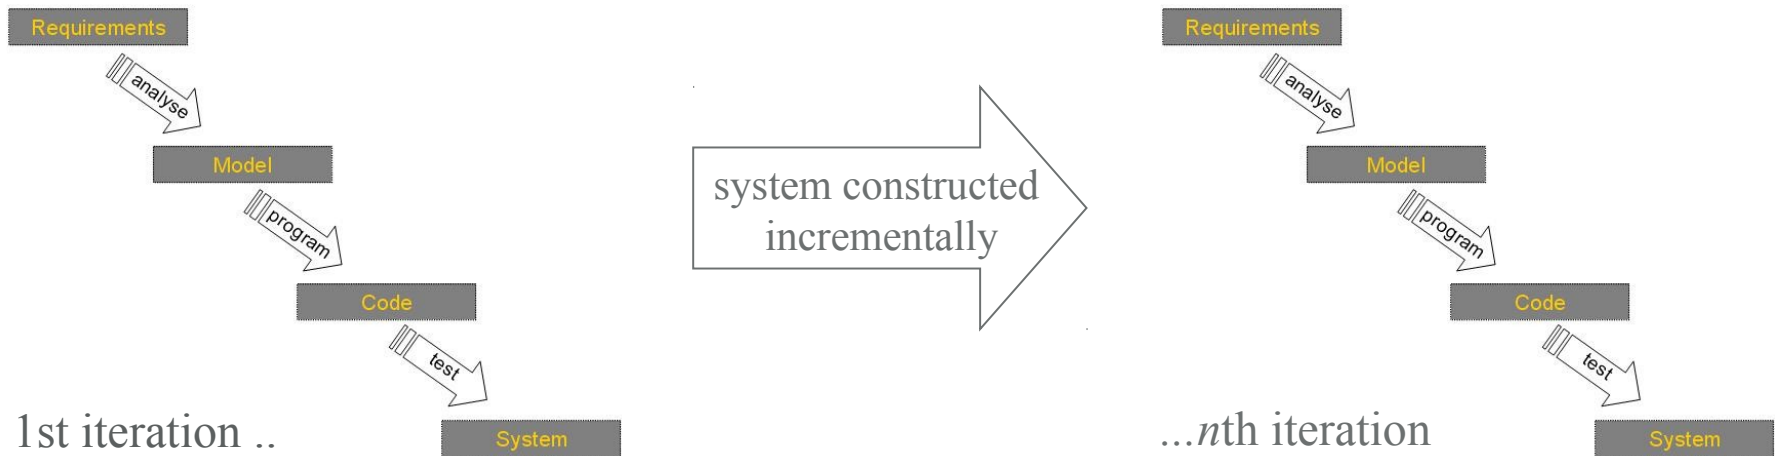 Requirements
analyse
Model
program
Code
test
System
1st iteration ..
system constructed
incrementally
Requirements
analyse
Model
program
Code
test
System
...nth iteration